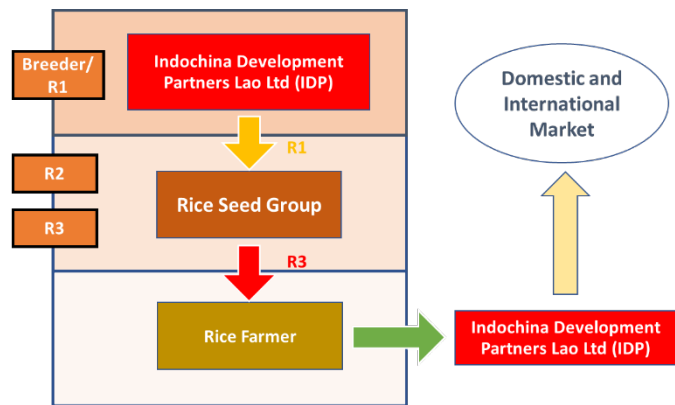 Breeder/
R1
Indochina Development
Partners Lao Ltd (IDP)
R1
R2
R3
Rice Seed Group
R3
Rice Farmer
Indochina Development
Partners Lao Ltd (IDP)
Domestic and
International
Market